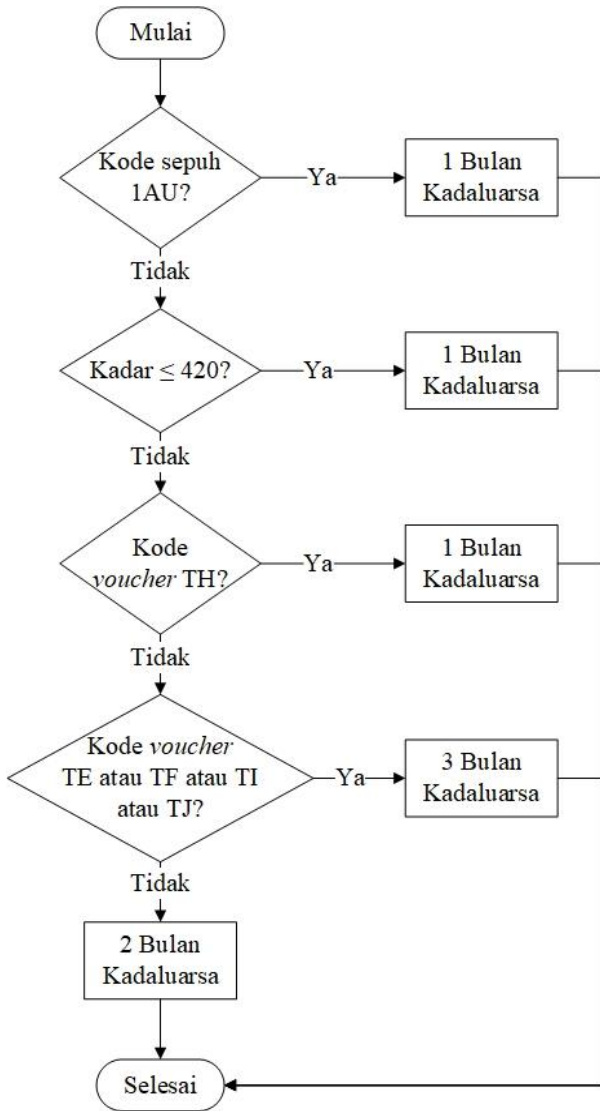 Mulai
Kode sepuh
1AU?
Ya
1 Bulan
Kadaluarsa
Tidak
Kadar ≤ 420?
Ya
1 Bulan
Kadaluarsa
Tidak
Kode
voucher TH?
Ya
1 Bulan
Kadaluarsa
Tidak
Kode voucher
TE atau TF atau TI
atau TJ?
Ya
3 Bulan
Kadaluarsa
Tidak
2 Bulan
Kadaluarsa
Selesai